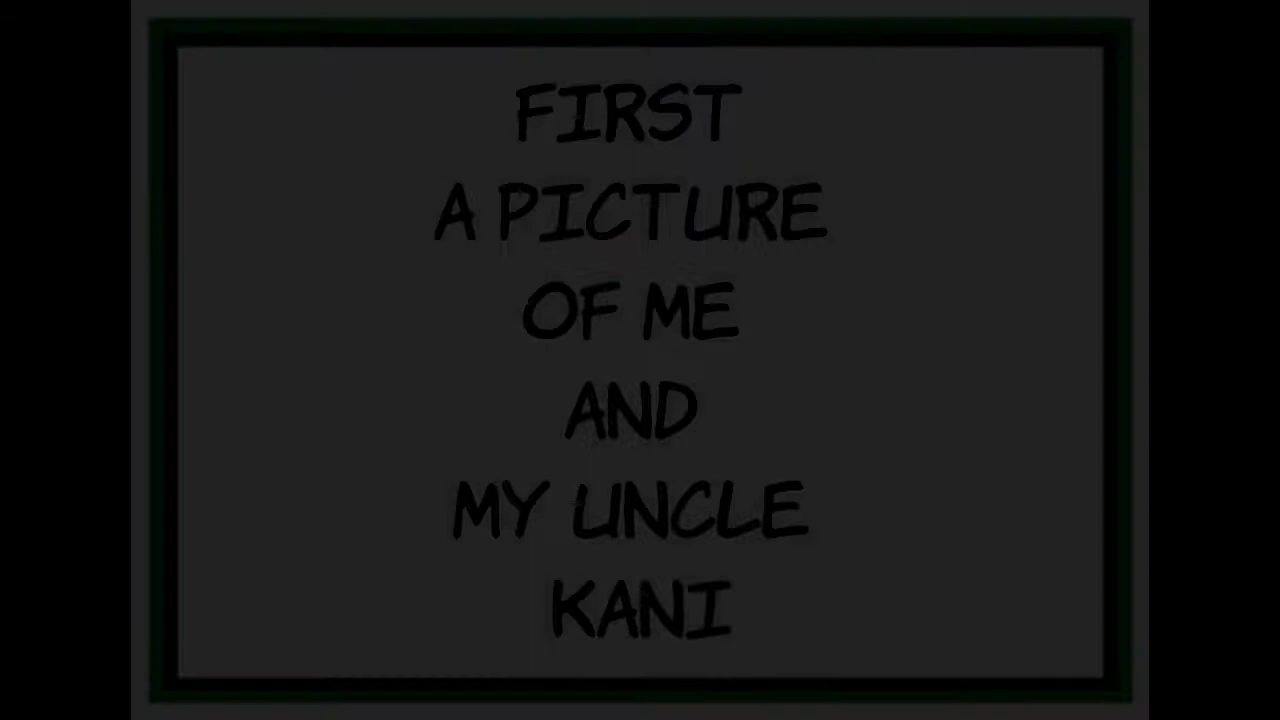 FIRST
A PICTURE
OF ME
AND
MY UNCLE
KANI